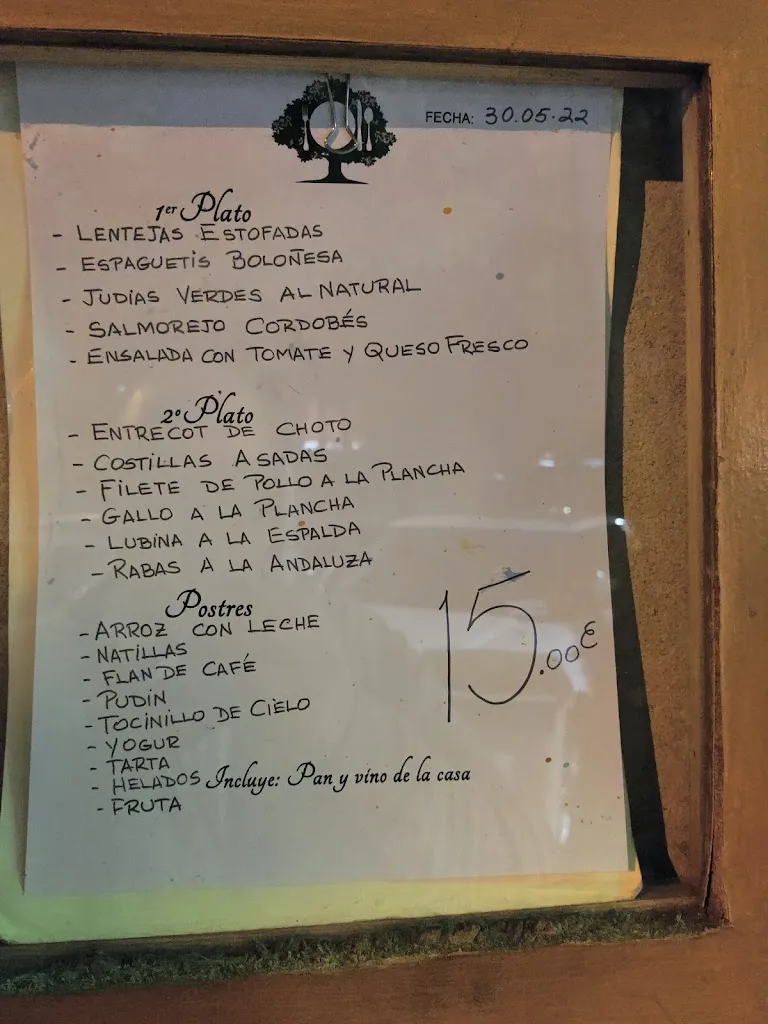 FECHA: 30.05.22
1er Plato
- LENTEJAS ESTOFADAS
- ESPAGUETIS BOLOÑESA
- JUDIAS VERDES AL NATURAL
- SALMOREJO CORDOBÉS
- ENSALADA CON TOMATE Y QUESO FRESCO
2º Plato
- ENTRECOT DE CHOTO
- COSTILLAS ASADAS
- FILETE DE POLLO A LA PLANCHA
- GALLO A LA PLANCHA
- LUBINA A LA ESPALDA
- RABAS A LA ANDALUZA
Postres
- ARROZ CON LECHE
- NATILLAS
- FLAN DE CAFÉ
- PUDIN
- TOCINILLO DE CIELO
- YOGUR
- TARTA
- HELADOS
- FRUTA
15.00€
Incluye: Pan y vino de la casa